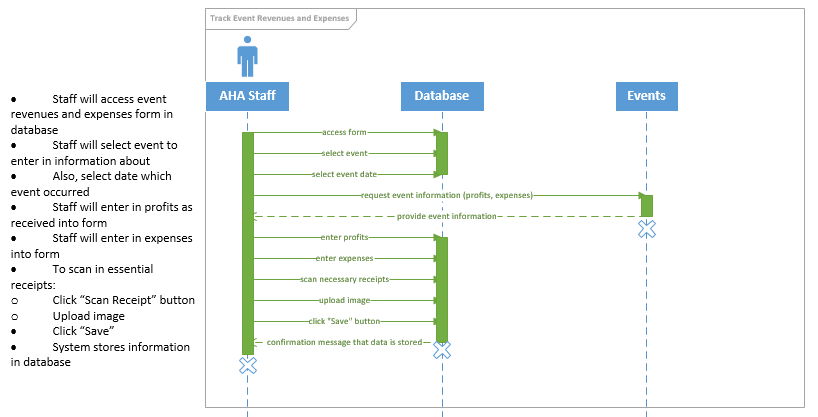 Track Event Revenues and Expenses
AHA Staff
Database
Events
• Staff will access event
revenues and expenses form in
database
• Staff will select event to
enter in information about
• Also, select date which
event occurred
• Staff will enter in profits as
received into form
• Staff will enter in expenses
into form
• To scan in essential
receipts:
o Click “Scan Receipt” button
o Upload image
• Click “Save”
• System stores information
in database
access form
select event
select event date
request event information (profits, expenses)
provide event information
enter profits
enter expenses
scan necessary receipts
upload image
click "Save" button
confirmation message that data is stored